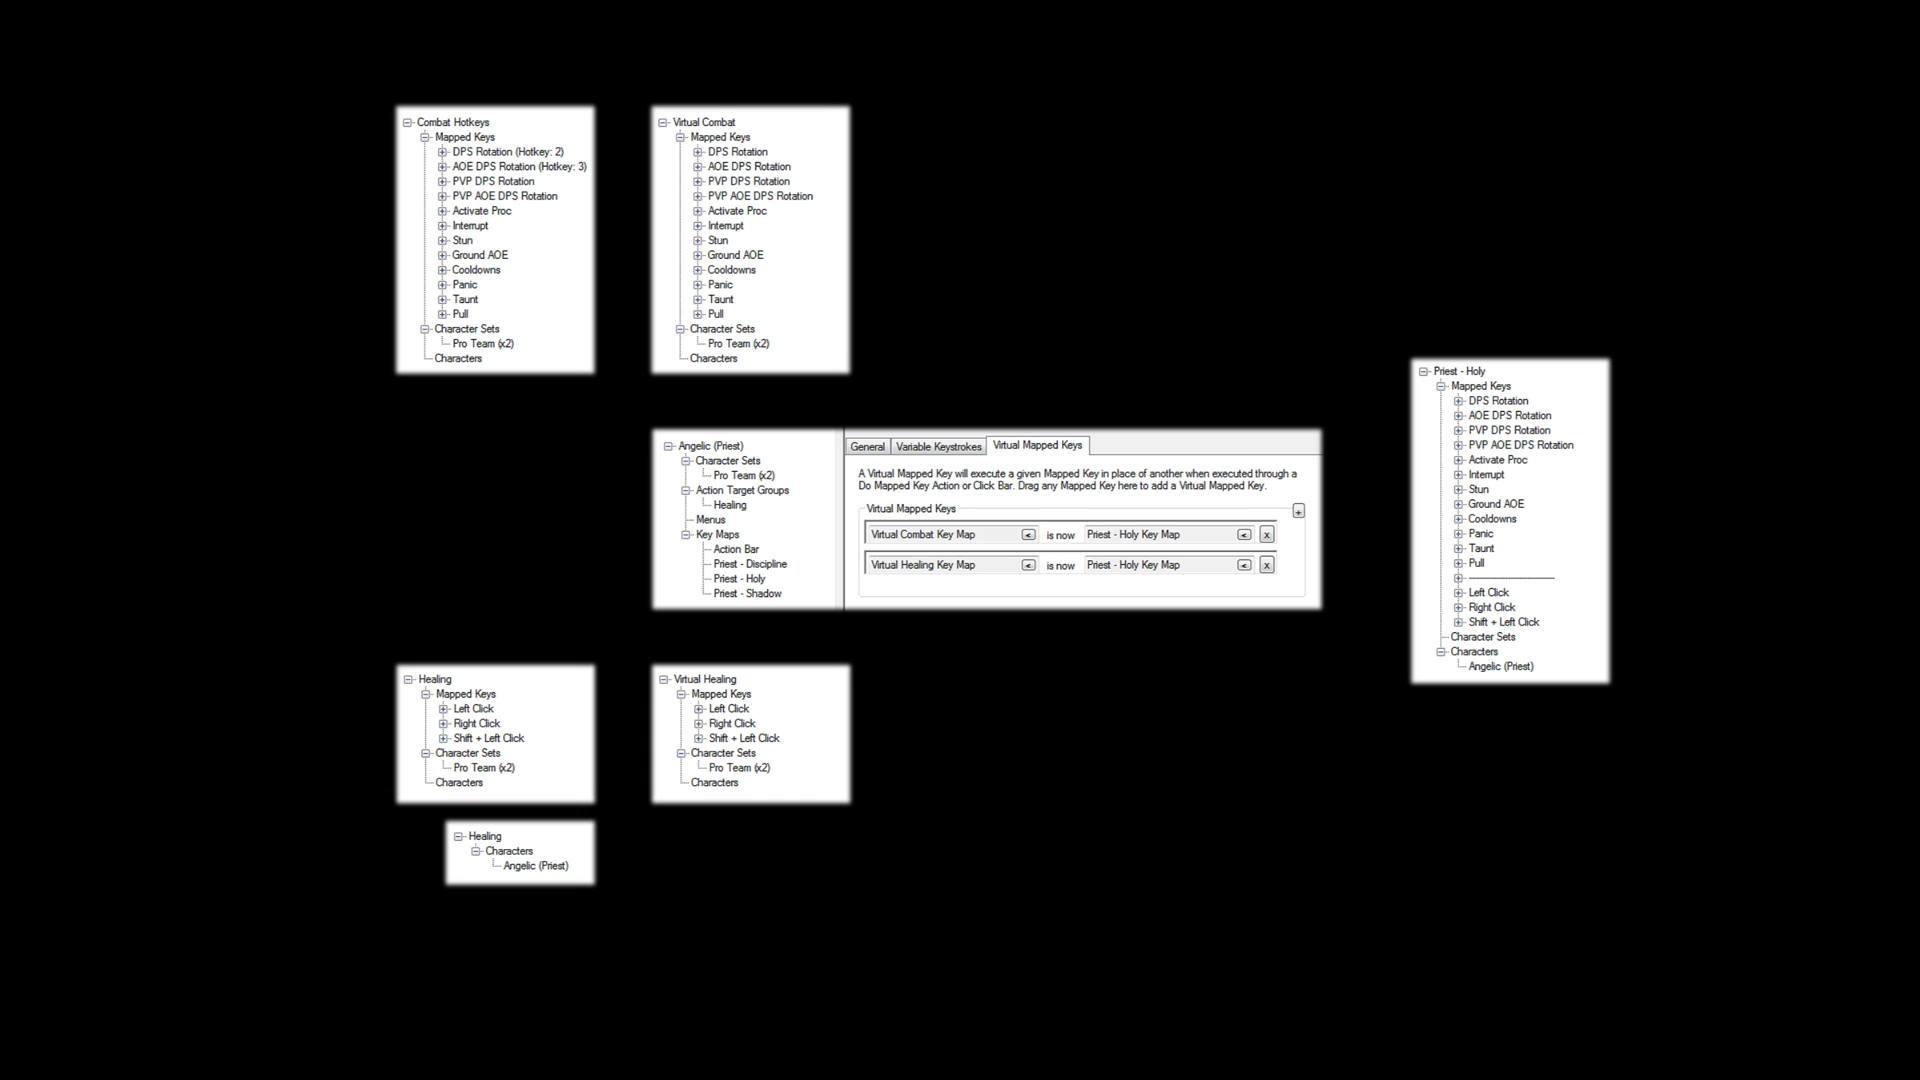 Combat Hotkeys
Mapped Keys
DPS Rotation (Hotkey: 2)
AOE DPS Rotation (Hotkey: 3)
PVP DPS Rotation
PVP AOE DPS Rotation
Activate Proc
Interrupt
Stun
Ground AOE
Cooldowns
Panic
Taunt
Pull
Character Sets
Pro Team (x2)
Characters
Virtual Combat
Mapped Keys
DPS Rotation
AOE DPS Rotation
PVP DPS Rotation
PVP AOE DPS Rotation
Activate Proc
Interrupt
Stun
Ground AOE
Cooldowns
Panic
Taunt
Pull
Character Sets
Pro Team (x2)
Characters
Angelic (Priest)
Character Sets
Pro Team (x2)
Action Target Groups
Healing
Menus
Key Maps
Action Bar
Priest - Discipline
Priest - Holy
Priest - Shadow
General Variable Keystrokes Virtual Mapped Keys
A Virtual Mapped Key will execute a given Mapped Key in place of another when executed through a
Do Mapped Key Action or Click Bar. Drag any Mapped Key here to add a Virtual Mapped Key.
Virtual Mapped Keys +
Virtual Combat Key Map < is now Priest - Holy Key Map < x
Virtual Healing Key Map < is now Priest - Holy Key Map < x
Priest - Holy
Mapped Keys
DPS Rotation
AOE DPS Rotation
PVP DPS Rotation
PVP AOE DPS Rotation
Activate Proc
Interrupt
Stun
Ground AOE
Cooldowns
Panic
Taunt
Pull
------------------------------
Left Click
Right Click
Shift + Left Click
Character Sets
Characters
Angelic (Priest)
Healing
Mapped Keys
Left Click
Right Click
Shift + Left Click
Character Sets
Pro Team (x2)
Characters
Virtual Healing
Mapped Keys
Left Click
Right Click
Shift + Left Click
Character Sets
Pro Team (x2)
Characters
Healing
Characters
Angelic (Priest)